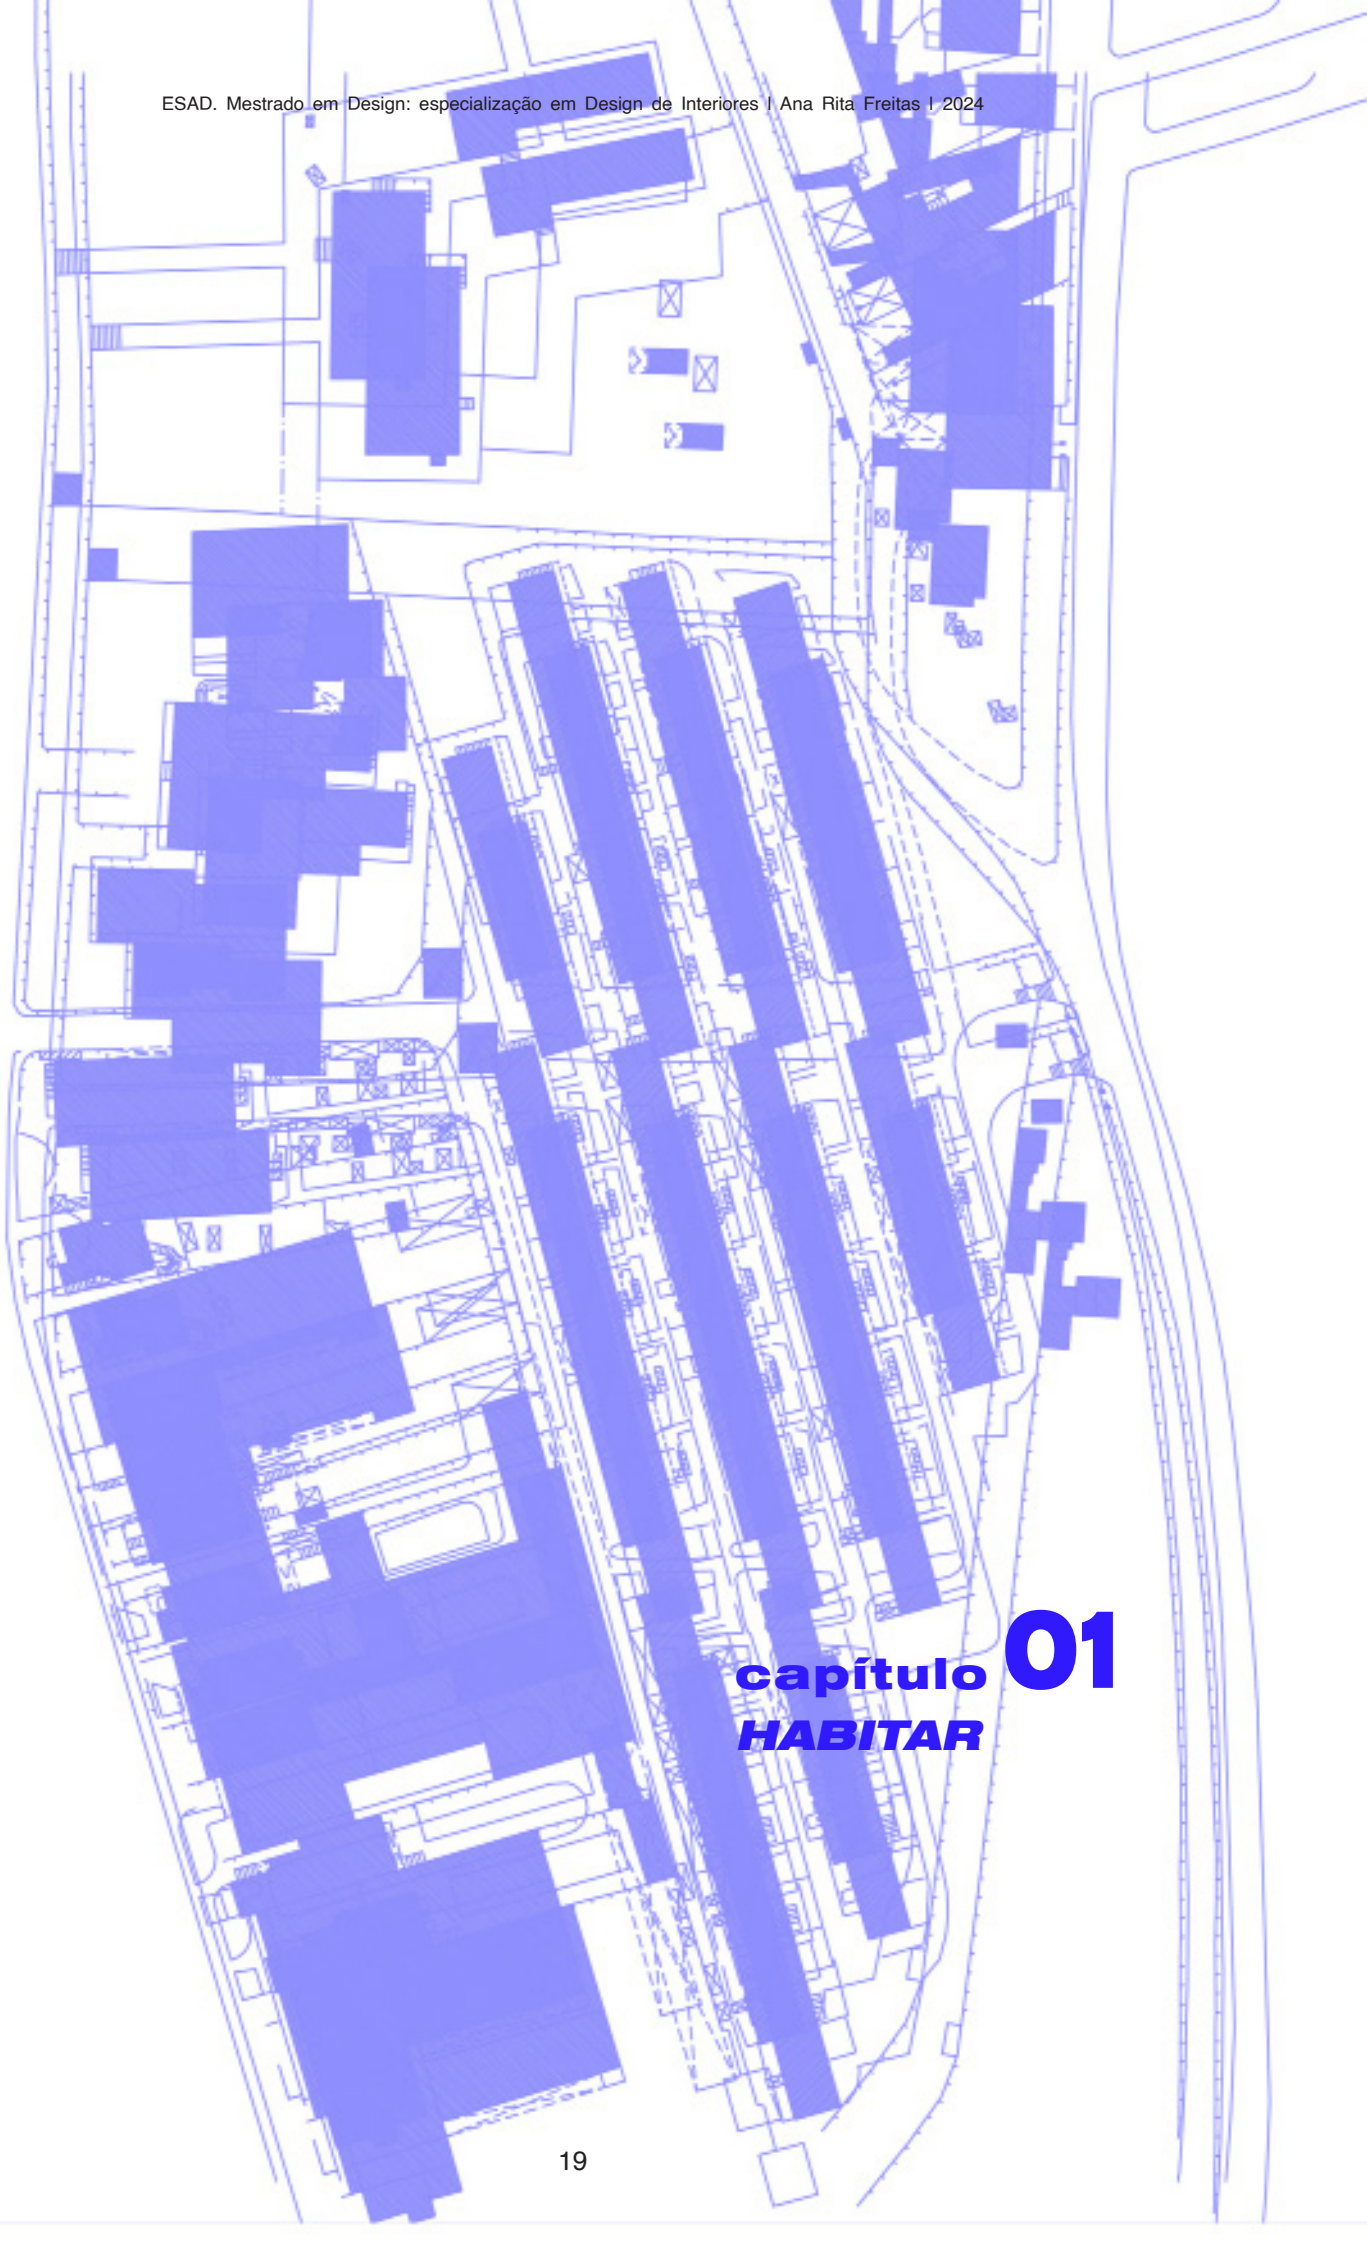 ESAD. Mestrado em Design: especialização em Design de Interiores | Ana Rita Freitas | 2024
capítulo 01
HABITAR
19